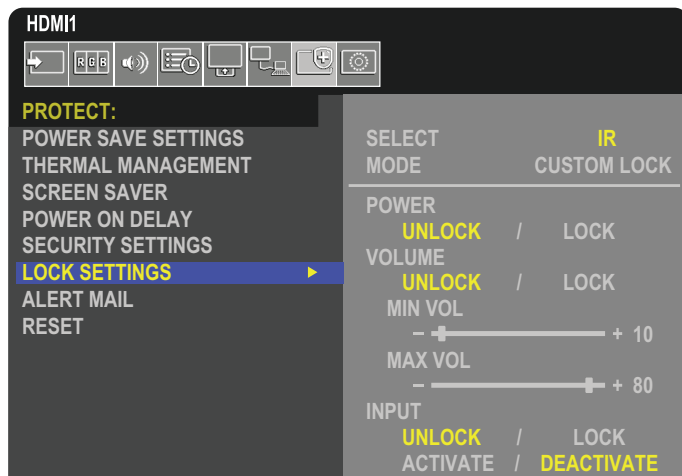 HDMI1
R G B
PROTECT:
POWER SAVE SETTINGS
THERMAL MANAGEMENT
SCREEN SAVER
POWER ON DELAY
SECURITY SETTINGS
LOCK SETTINGS
ALERT MAIL
RESET
SELECT IR
MODE CUSTOM LOCK
POWER
UNLOCK / LOCK
VOLUME
UNLOCK / LOCK
MIN VOL
- + 10
MAX VOL
- + 80
INPUT
UNLOCK / LOCK
ACTIVATE / DEACTIVATE